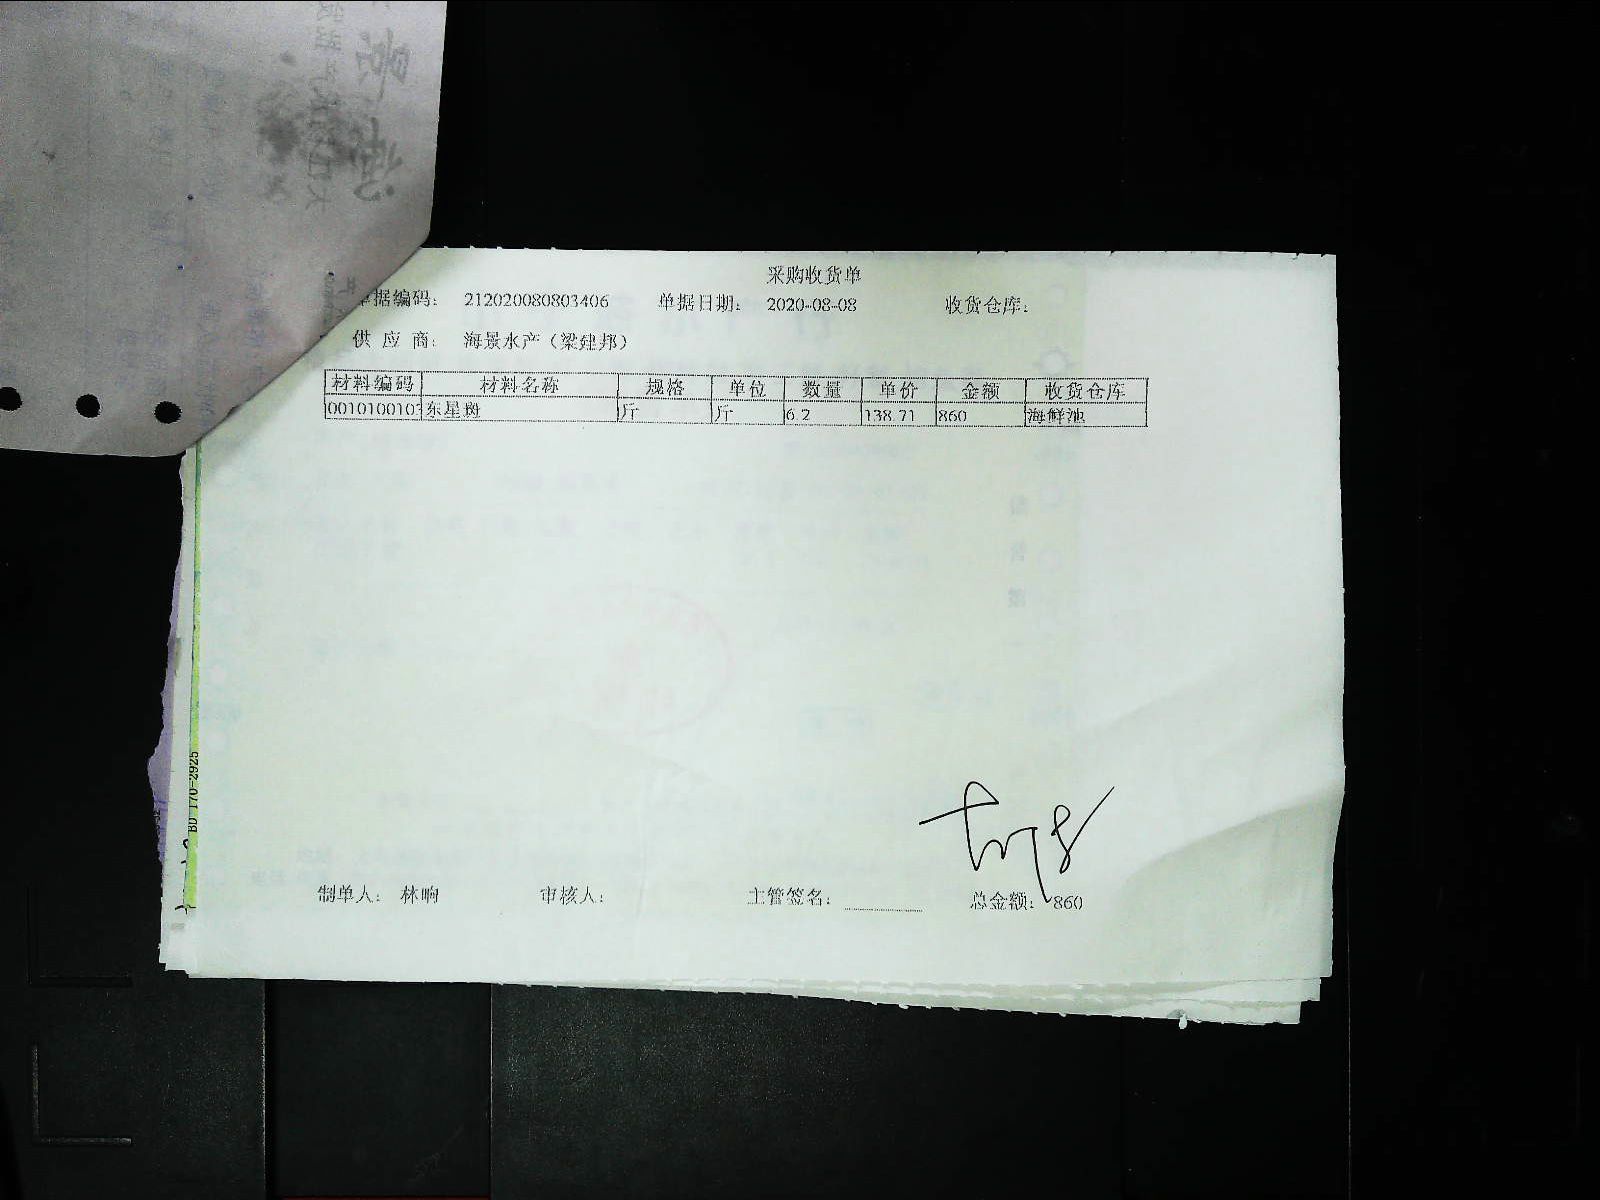 采购收货单
单据编码： 212020080803406 单据日期： 2020-08-08 收货仓库：
供应商： 海景水产（梁建邦）
材料编码 材料名称 规格 单位 数量 单价 金额 收货仓库
0010100103 东星斑 斤 斤 6.2 138.71 860 海鲜池
BD 170-2925
制单人： 林响 审核人： 主管签名： 总金额： 860